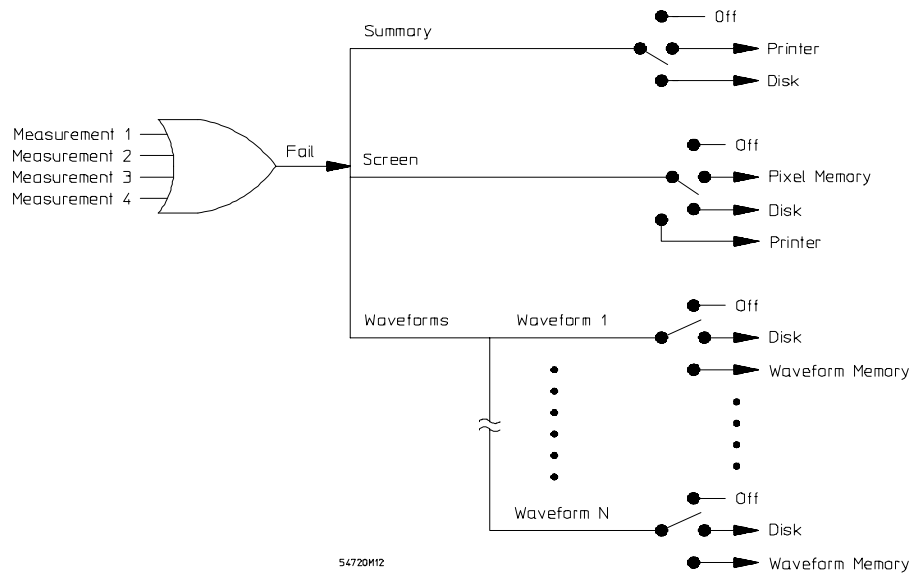 Summary
Off
Printer
Disk
Measurement 1
Measurement 2
Measurement 3
Measurement 4
Fail
Screen
Off
Pixel Memory
Disk
Printer
Waveforms
Waveform 1
Off
Disk
Waveform Memory
Waveform N
Off
Disk
Waveform Memory
54720M12